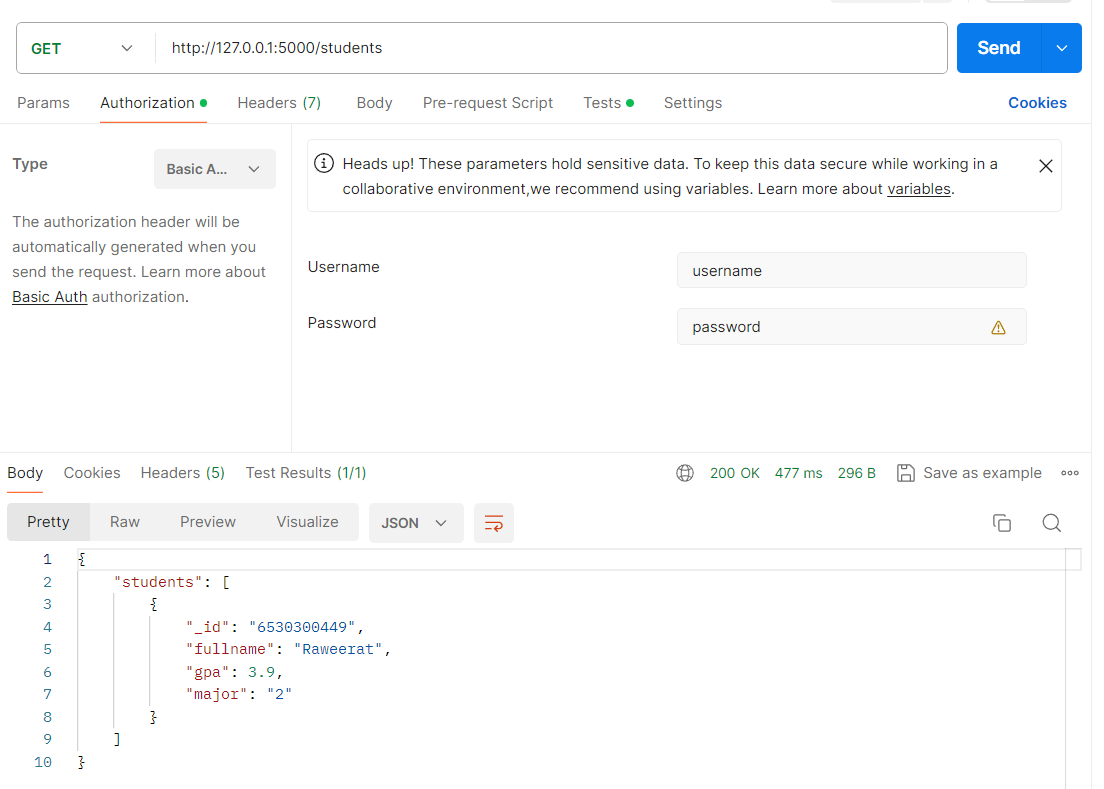 GET http://127.0.0.1:5000/students Send
Params Authorization Headers (7) Body Pre-request Script Tests Settings Cookies
Type Basic A...
The authorization header will be
automatically generated when you
send the request. Learn more about
Basic Auth authorization.
Heads up! These parameters hold sensitive data. To keep this data secure while working in a
collaborative environment,we recommend using variables. Learn more about variables.
Username username
Password password
Body Cookies Headers (5) Test Results (1/1) 200 OK 477 ms 296 B Save as example
Pretty Raw Preview Visualize JSON
1 {
2 "students": [
3 {
4 "_id": "6530300449",
5 "fullname": "Raweerat",
6 "gpa": 3.9,
7 "major": "2"
8 }
9 ]
10 }